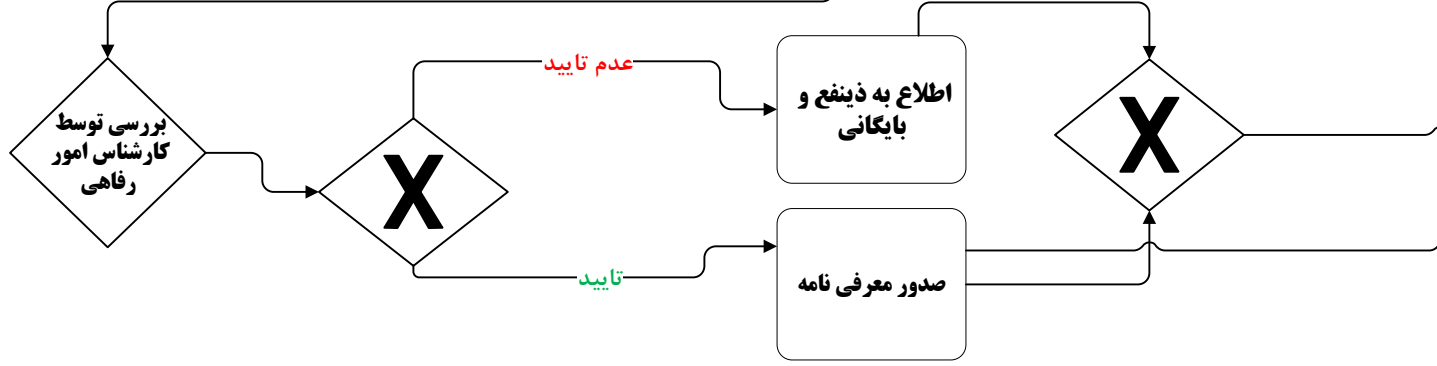 بررسی توسط
کارشناس امور
رفاهی
X
عدم تایید
تایید
اطلاع به ذینفع و
بایگانی
صدور معرفی نامه
X